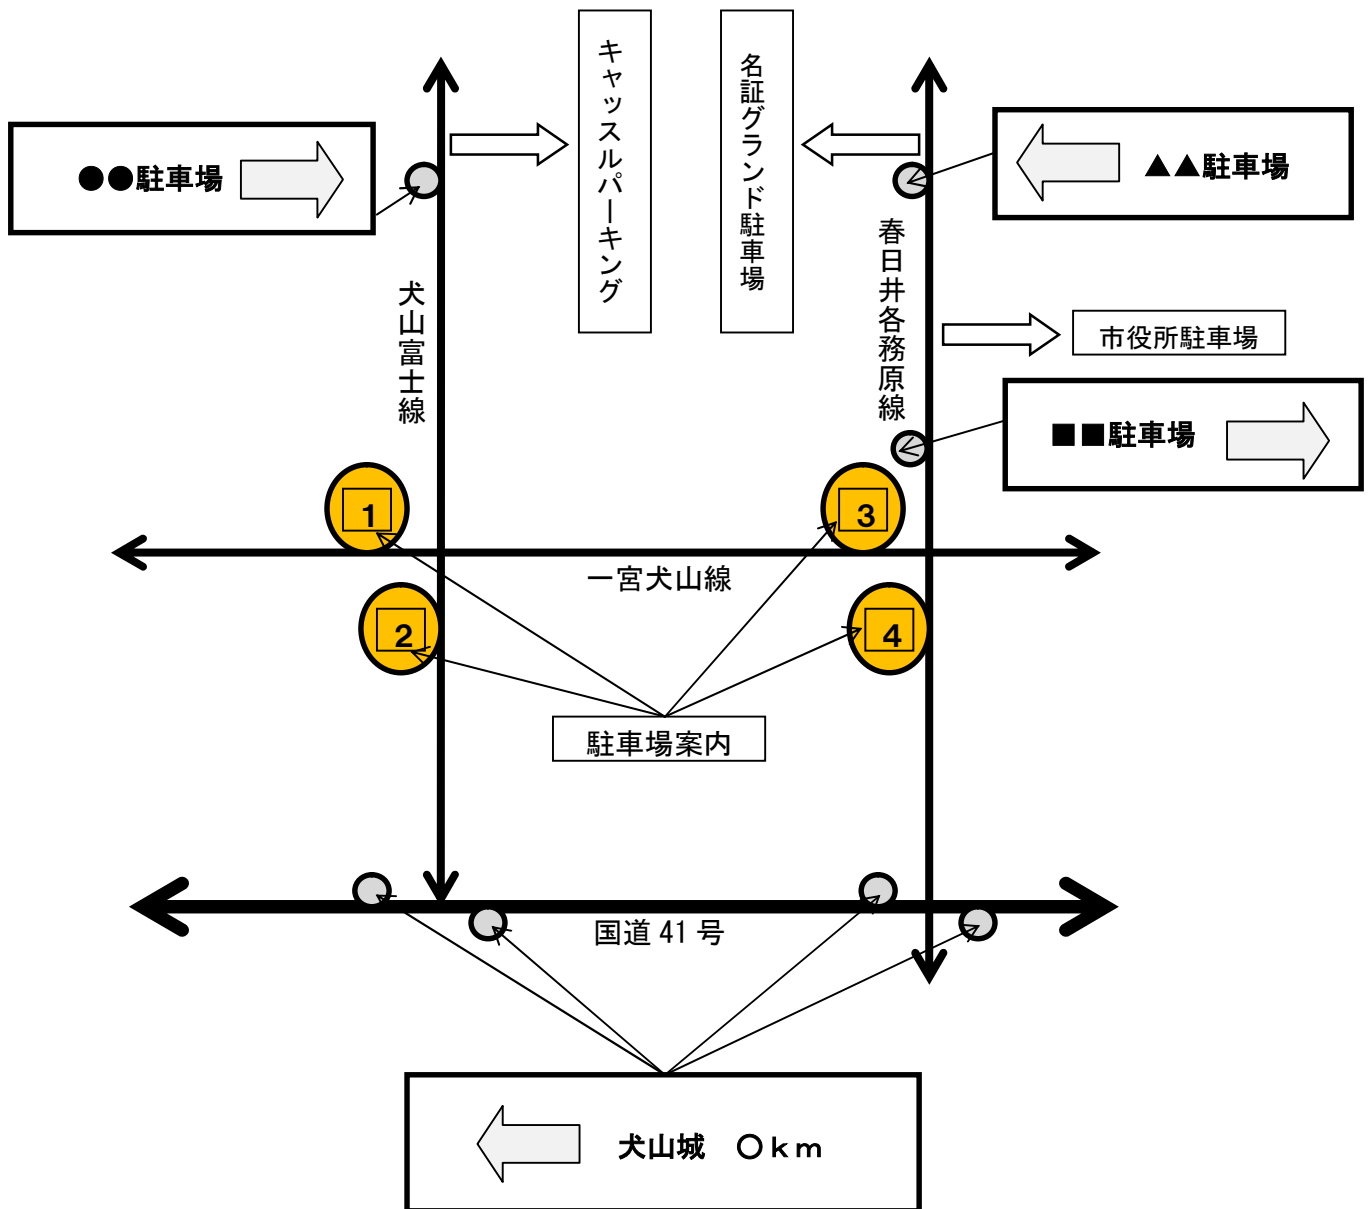 キャッスルパーキング
名証グランド駐車場
●●駐車場
▲▲駐車場
犬山富士線
春日井各務原線
市役所駐車場
■■駐車場
1
3
一宮犬山線
2
4
駐車場案内
国道 41 号
犬山城　〇ｋｍ